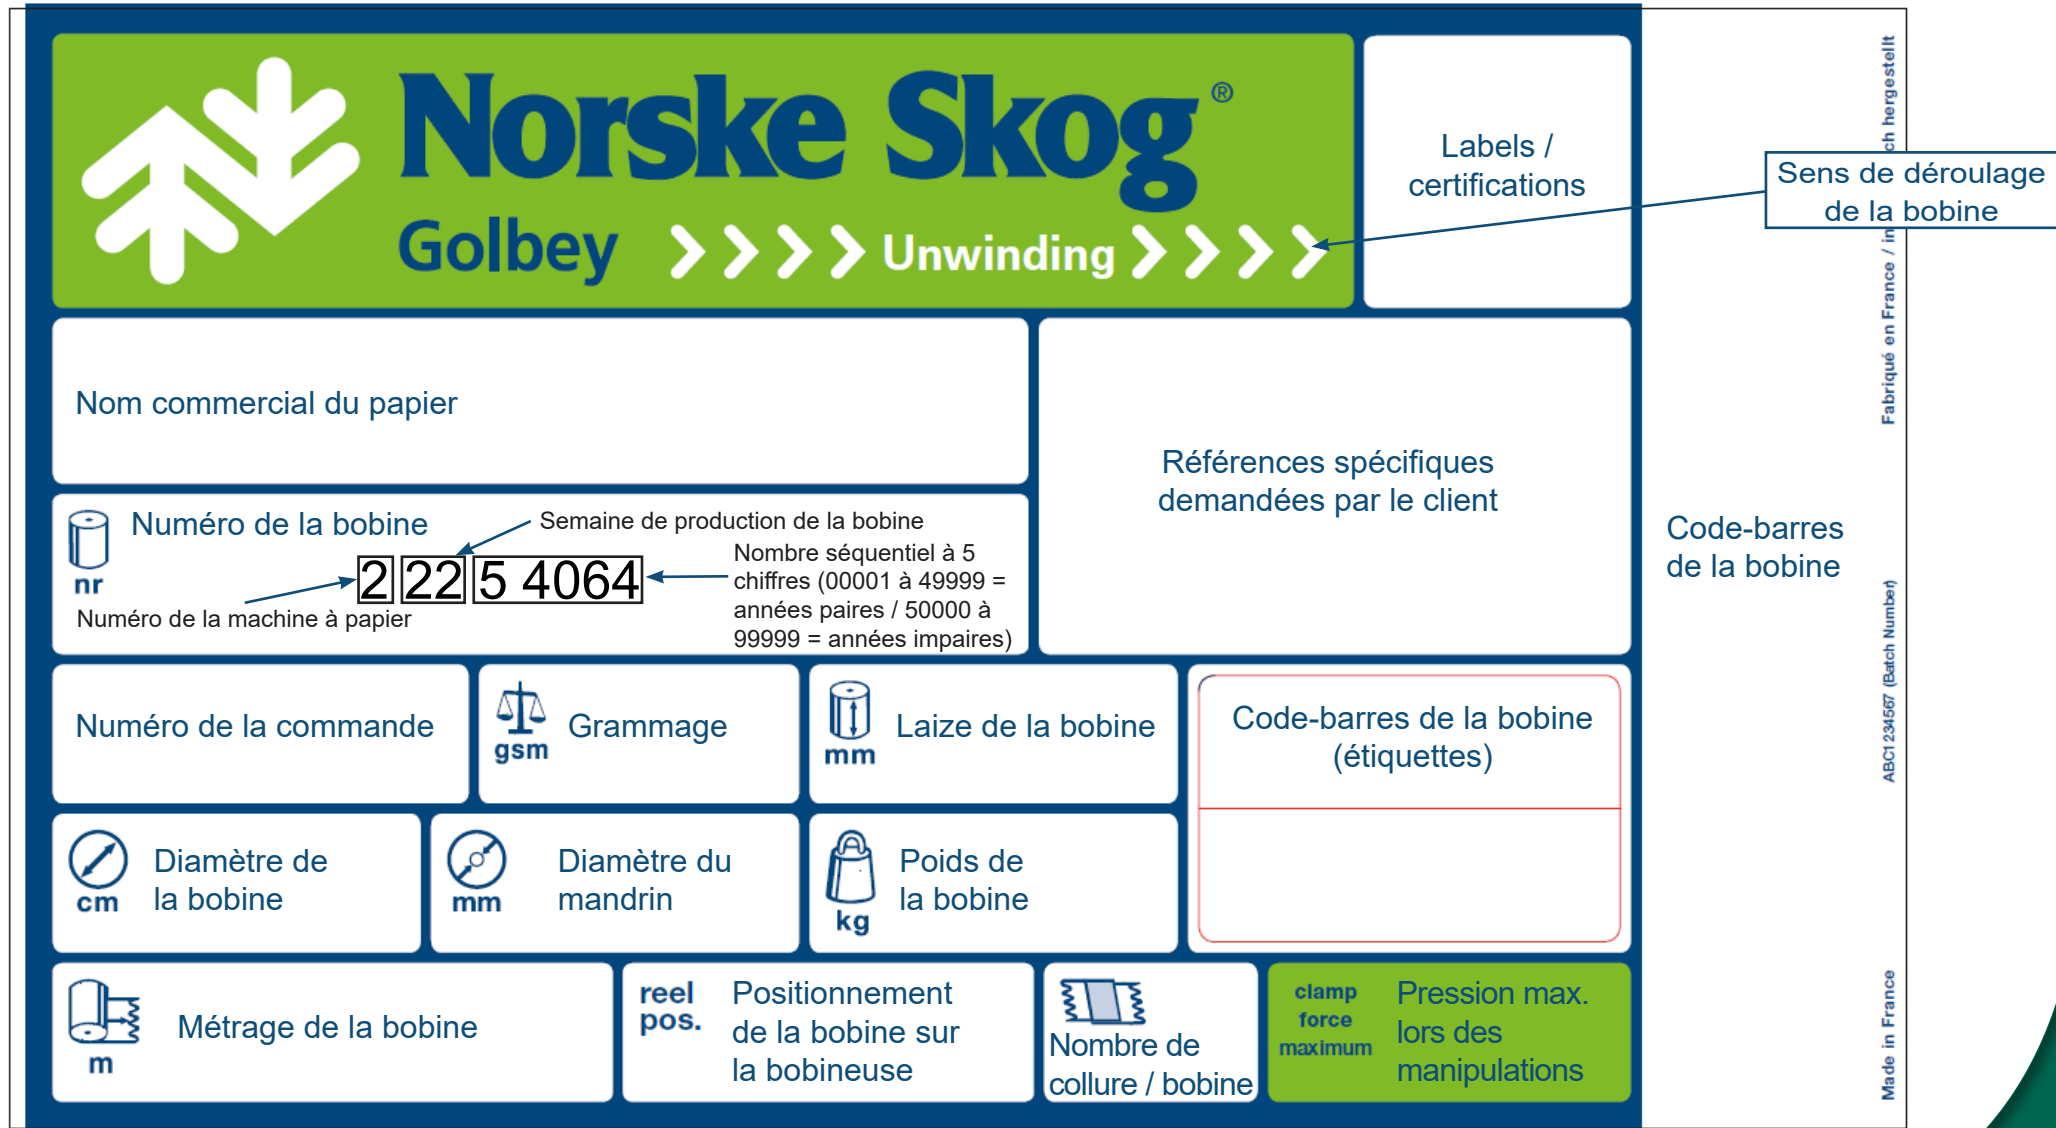 Norske Skog®
Golbey
Unwinding
Labels /
certifications
Sens de déroulage
de la bobine
Nom commercial du papier
Références spécifiques
demandées par le client
nr
Numéro de la bobine
Semaine de production de la bobine
2 22 5 4064
Numéro de la machine à papier
Nombre séquentiel à 5
chiffres (00001 à 49999 =
années paires / 50000 à
99999 = années impaires)
Code-barres
de la bobine
Numéro de la commande
gsm
Grammage
mm
Laize de la bobine
Code-barres de la bobine
(étiquettes)
cm
Diamètre de
la bobine
mm
Diamètre du
mandrin
kg
Poids de
la bobine
m
Métrage de la bobine
reel
pos.
Positionnement
de la bobine sur
la bobineuse
Nombre de
collure / bobine
clamp
force
maximum
Pression max.
lors des
manipulations
Fabriqué en France / in ch hergestellt
ABC1234567 (Batch Number)
Made in France